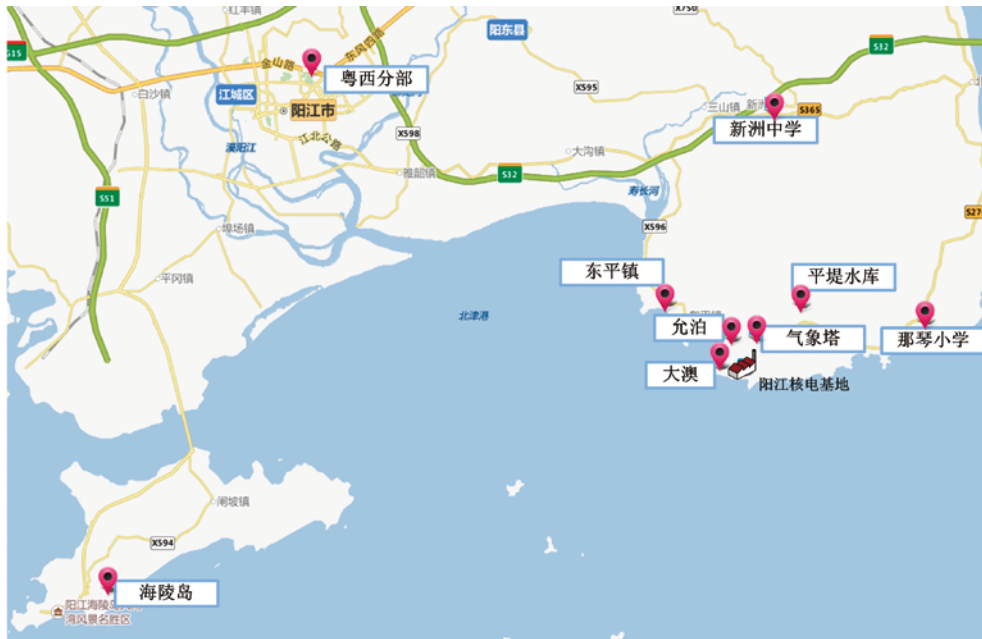 红丰镇
X750
G15
东风四路
阳东县
S32
金山路
粤西分部
白沙镇
江城区
X595
三山镇
新洲
S365
阳江市
新洲中学
江北公路
X598
漠阳江
大沟镇
雅韶镇
S32
S51
寿长河
埠场镇
X596
S27
平冈镇
东平镇
平堤水库
北津港
允泊
气象塔
那琴小学
大澳
阳江核电基地
闸坡镇
X594
海陵岛
阳江海陵岛
湾风景名胜区